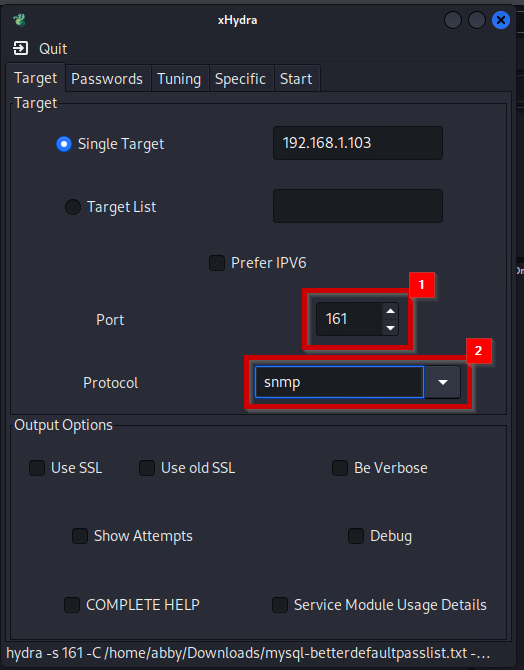 xHydra
Quit
Target Passwords Tuning Specific Start
Target
Single Target 192.168.1.103
Target List
Prefer IPV6
1
Port 161
2
Protocol snmp
Output Options
Use SSL Use old SSL Be Verbose
Show Attempts Debug
COMPLETE HELP Service Module Usage Details
hydra -s 161 -C /home/abby/Downloads/mysql-betterdefaultpasslist.txt -...